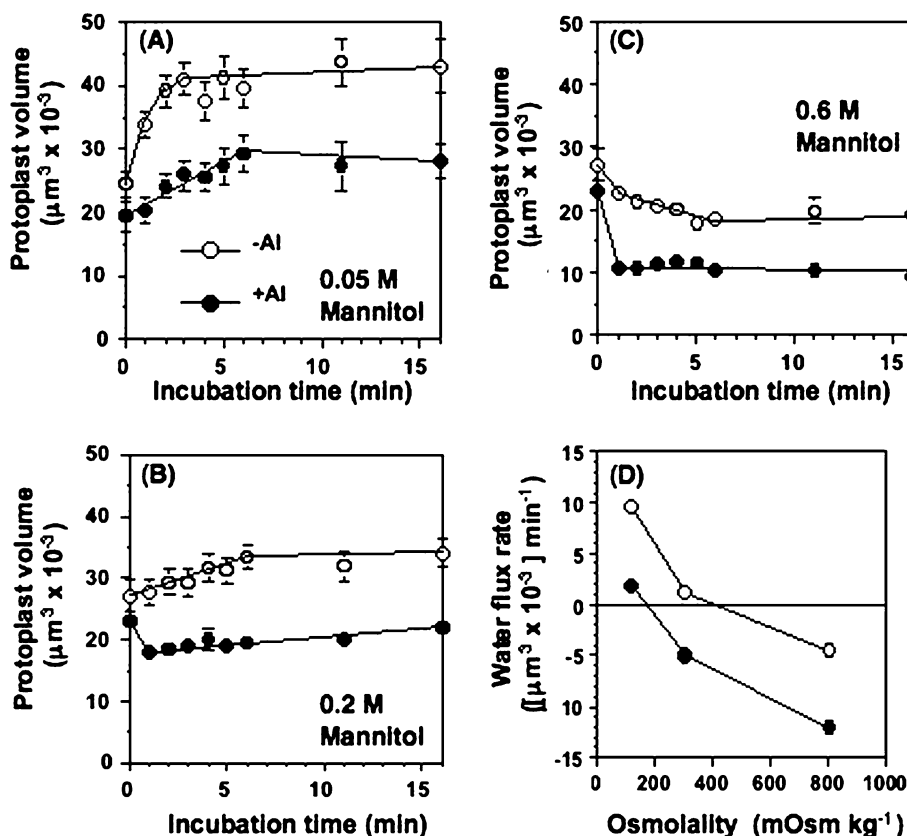 (A)
Protoplast volume
(μm³ x 10⁻³)
50
40
30
20
10
0
-Al
+Al
0.05 M
Mannitol
0 5 10 15
Incubation time (min)
(B)
Protoplast volume
(μm³ x 10⁻³)
50
40
30
20
10
0
0.2 M
Mannitol
0 5 10 15
Incubation time (min)
(C)
Protoplast volume
(μm³ x 10⁻³)
50
40
30
20
10
0
0.6 M
Mannitol
0 5 10 15
Incubation time (min)
(D)
Water flux rate
([[μm³ x 10⁻³] min⁻¹
15
10
5
0
-5
-10
-15
0 200 400 600 800 1000
Osmolality (mOsm kg⁻¹)